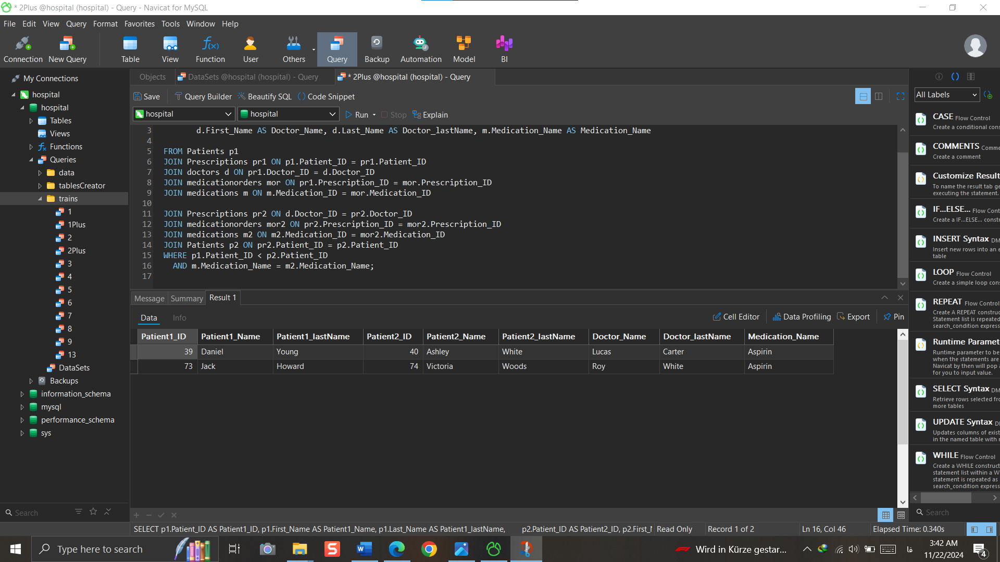 * 2Plus @hospital (hospital) - Query - Navicat for MySQL
File Edit View Query Format Favorites Tools Window Help
Connection New Query Table View Function User Others Query Backup Automation Model BI
My Connections
hospital
hospital
Tables
Views
Functions
Queries
data
tablesCreator
trains
1
1Plus
2
2Plus
3
4
5
6
7
8
9
13
DataSets
Backups
information_schema
mysql
performance_schema
sys
Search
Objects DataSets @hospital (hospital) - Query * 2Plus @hospital (hospital) - Query
Save Query Builder Beautify SQL Code Snippet
hospital hospital Run Stop Explain
3 d.First_Name AS Doctor_Name, d.Last_Name AS Doctor_lastName, m.Medication_Name AS Medication_Name
4
5 FROM Patients p1
6 JOIN Prescriptions pr1 ON p1.Patient_ID = pr1.Patient_ID
7 JOIN doctors d ON pr1.Doctor_ID = d.Doctor_ID
8 JOIN medicationorders mor ON pr1.Prescription_ID = mor.Prescription_ID
9 JOIN medications m ON m.Medication_ID = mor.Medication_ID
10
11 JOIN Prescriptions pr2 ON d.Doctor_ID = pr2.Doctor_ID
12 JOIN medicationorders mor2 ON pr2.Prescription_ID = mor2.Prescription_ID
13 JOIN medications m2 ON m2.Medication_ID = mor2.Medication_ID
14 JOIN Patients p2 ON pr2.Patient_ID = p2.Patient_ID
15 WHERE p1.Patient_ID < p2.Patient_ID
16 AND m.Medication_Name = m2.Medication_Name;
17
Message Summary Result 1
Data Info Cell Editor Data Profiling Export Pin
Patient1_ID Patient1_Name Patient1_lastName Patient2_ID Patient2_Name Patient2_lastName Doctor_Name Doctor_lastName Medication_Name
39 Daniel Young 40 Ashley White Lucas Carter Aspirin
73 Jack Howard 74 Victoria Woods Roy White Aspirin
SELECT p1.Patient_ID AS Patient1_ID, p1.First_Name AS Patient1_Name, p1.Last_Name AS Patient1_lastName, p2.Patient_ID AS Patient2_ID, p2.First_N Read Only Record 1 of 2 Ln 16, Col 46 Elapsed Time: 0.340s
All Labels
CASE Flow Control
Create a conditional cons
COMMENTS Comme
Create a comment
Customize Result
To name the result tab ge
executing the statement.
IF...ELSE... Flow Cont
Create a IF...ELSE... constr
INSERT Syntax DM
Insert new rows into an e
table
LOOP Flow Control
Create a simple loop cons
REPEAT Flow Control
Create A REPEAT construc
Statement list is repeated
search_condition express
Runtime Paramet
Runtime parameter to be
when the statements are
Navicat by then will pop a
for you to input value.
SELECT Syntax DM
Retrieve rows selected fro
more tables
UPDATE Syntax D
Updates columns of exist
in the named table with n
WHILE Flow Control
Create a WHILE construct
statement list within a W
statement is repeated as
search_condition express
Search
Type here to search
Wird in Kürze gestar...
فا
3:42 AM
11/22/2024
4